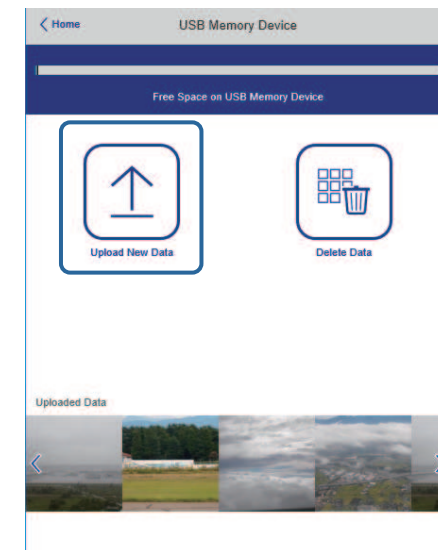 Home
USB Memory Device
Free Space on USB Memory Device
Upload New Data
Delete Data
Uploaded Data